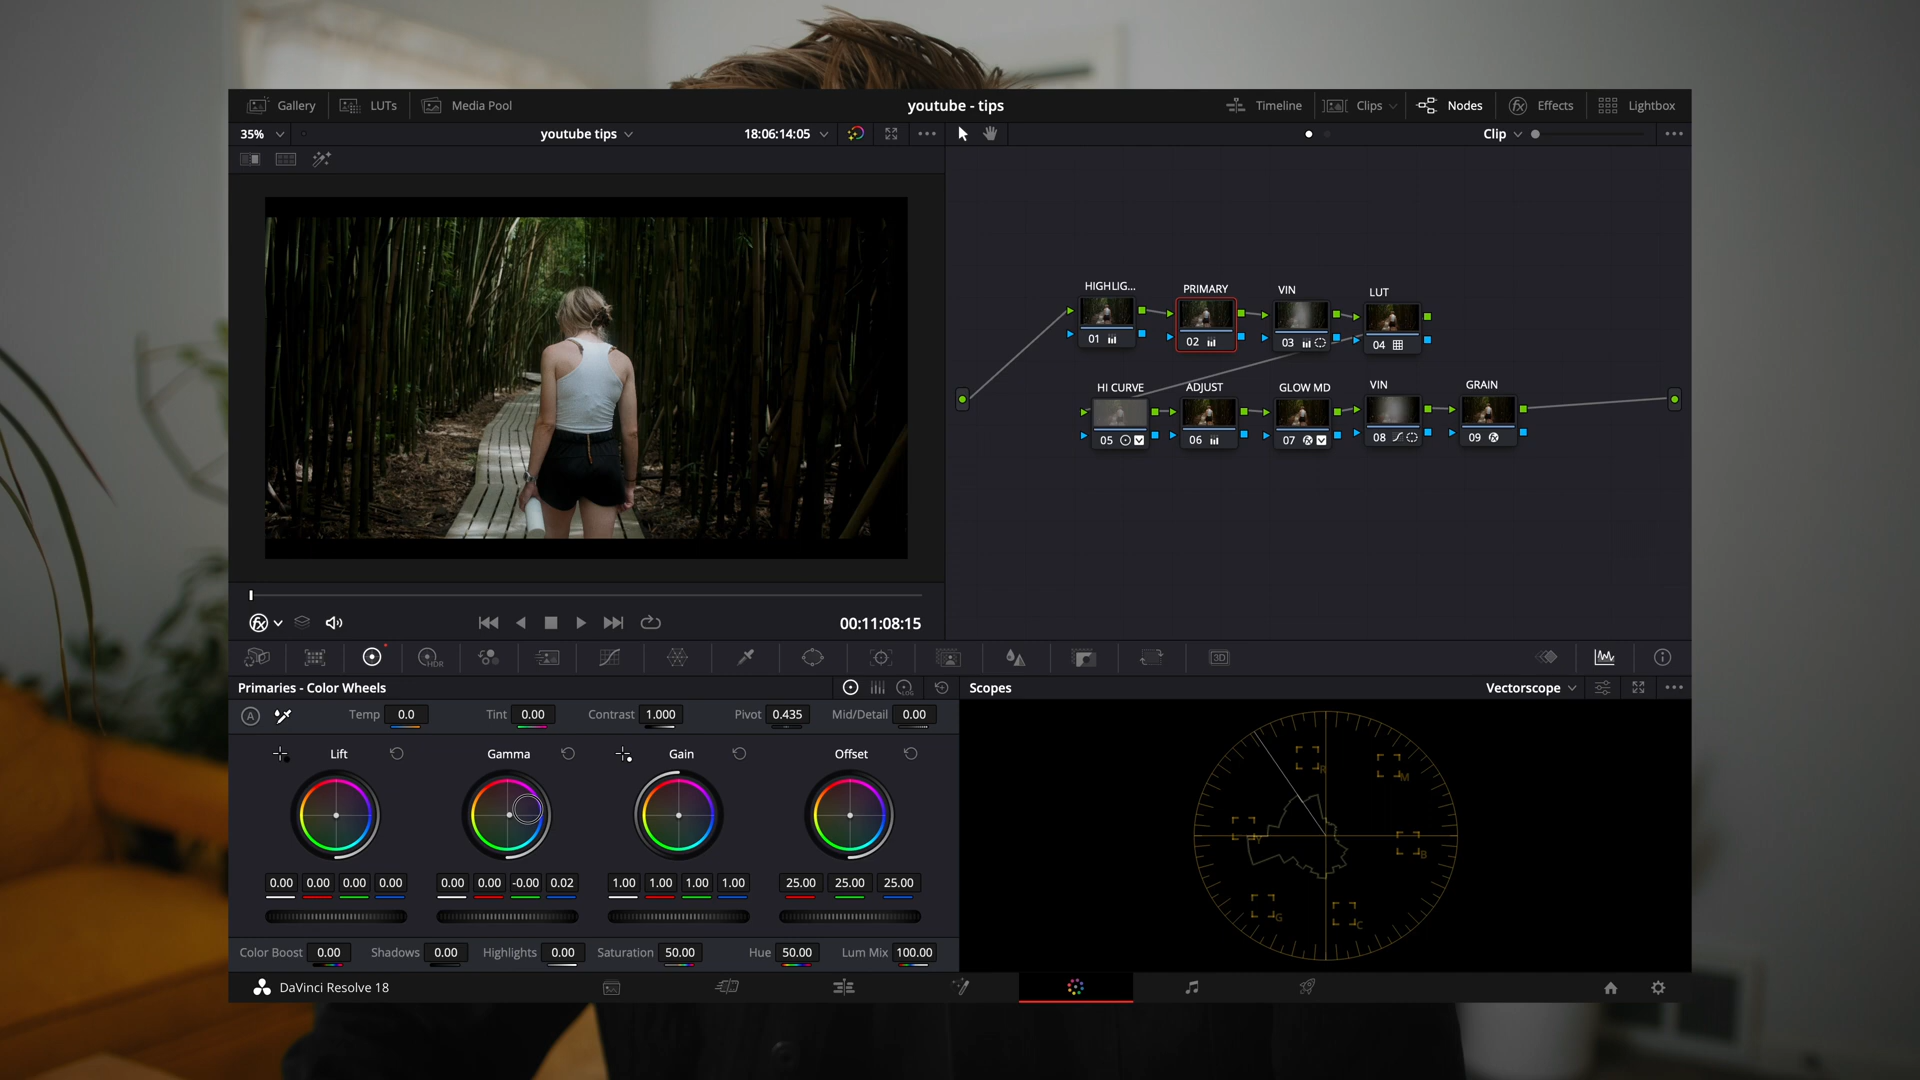 Gallery LUTs Media Pool youtube - tips Timeline Clips Nodes Effects Lightbox
35% youtube tips 18:06:14:05 Clip
HIGHLIG... PRIMARY VIN LUT
01 02 03 04
HI CURVE ADJUST GLOW MD VIN GRAIN
05 06 07 08 09
00:11:08:15
HDR 3D
Primaries - Color Wheels LOG Scopes Vectorscope
A Temp 0.0 Tint 0.00 Contrast 1.000 Pivot 0.435 Mid/Detail 0.00
Lift Gamma Gain Offset
R M
Y B
G C
0.00 0.00 0.00 0.00 0.00 0.00 -0.00 0.02 1.00 1.00 1.00 1.00 25.00 25.00 25.00
Color Boost 0.00 Shadows 0.00 Highlights 0.00 Saturation 50.00 Hue 50.00 Lum Mix 100.00
DaVinci Resolve 18